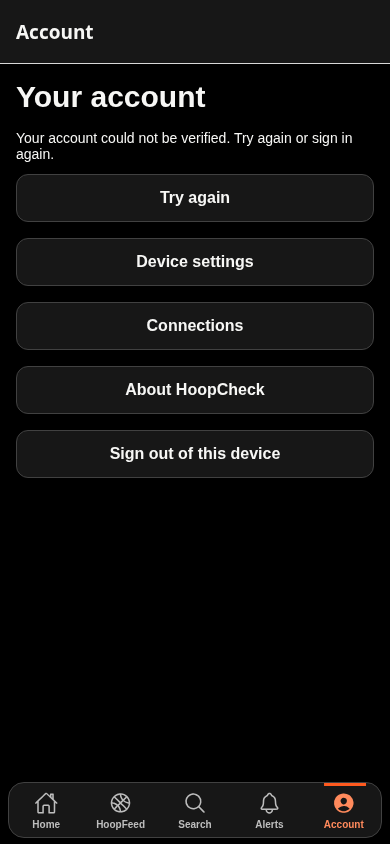 Account
Your account
Your account could not be verified. Try again or sign in
again.
Try again
Device settings
Connections
About HoopCheck
Sign out of this device
Home
HoopFeed
Search
Alerts
Account